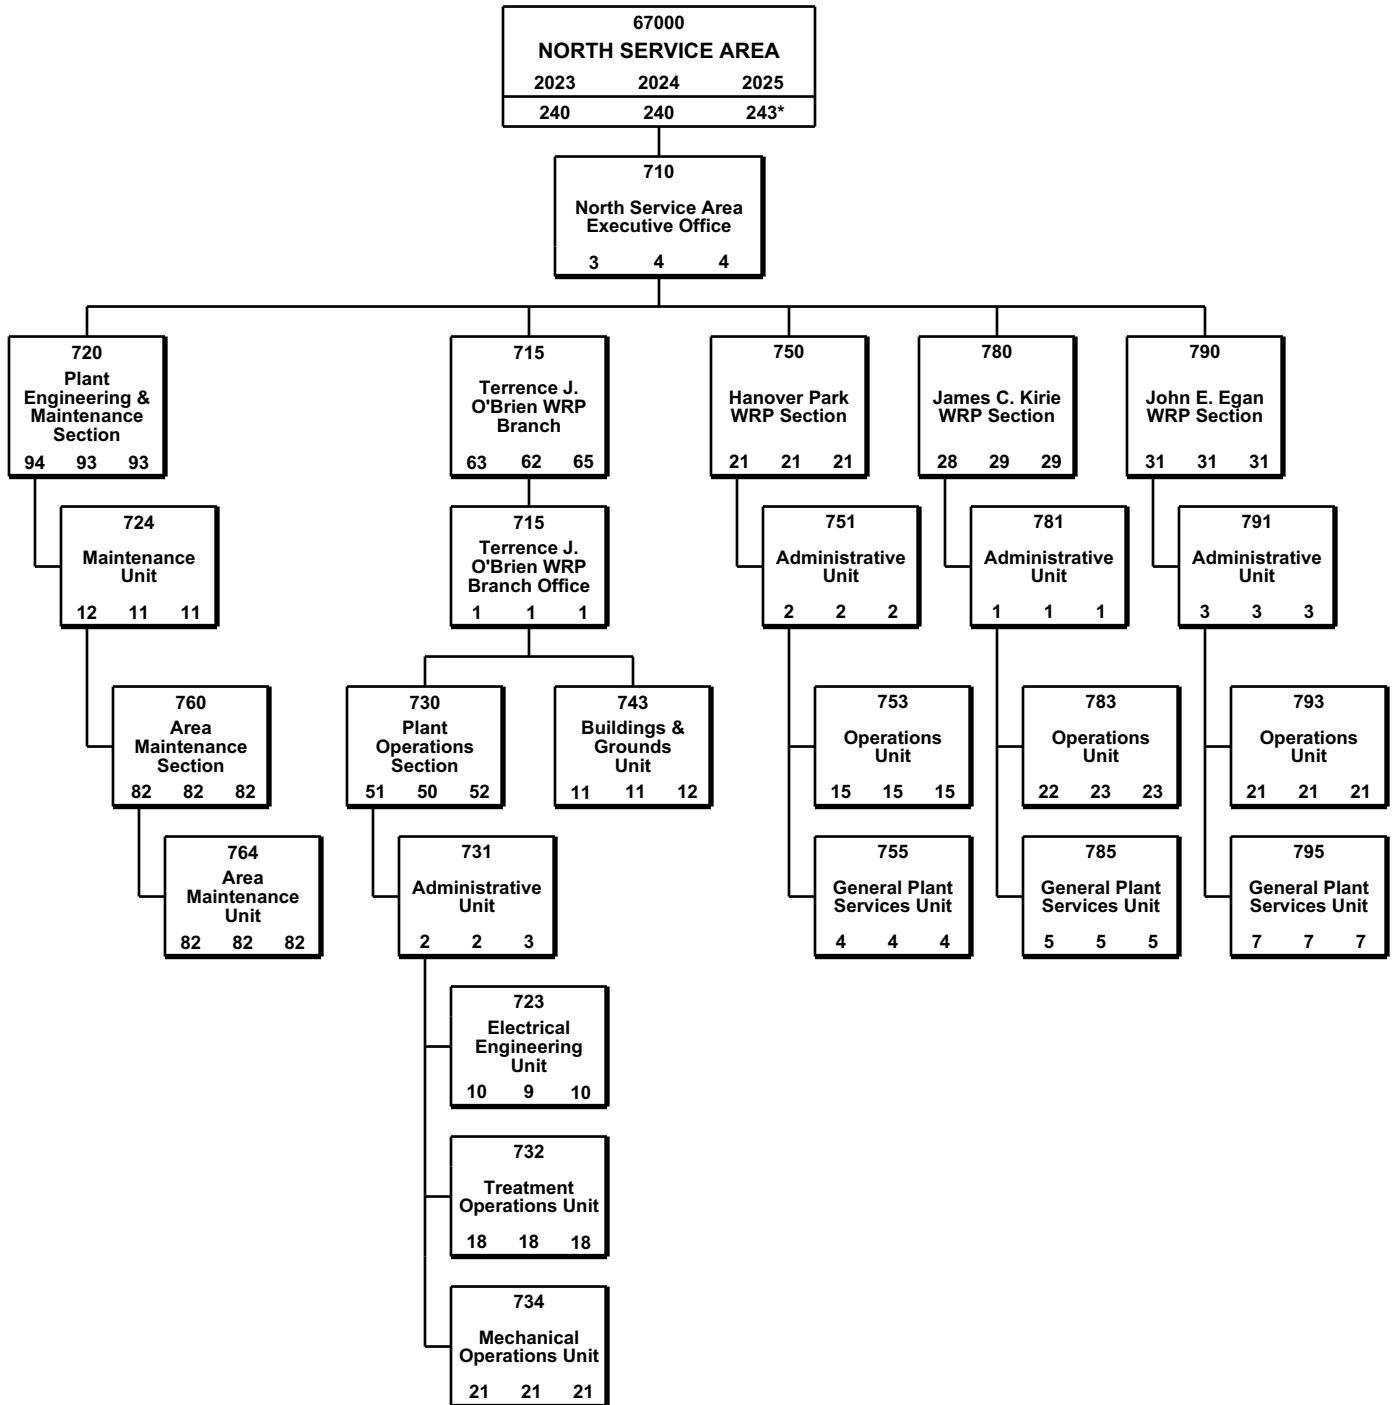 67000
NORTH SERVICE AREA
2023 2024 2025
240 240 243*
710
North Service Area
Executive Office
3 4 4
720
Plant
Engineering &
Maintenance
Section
94 93 93
715
Terrence J.
O'Brien WRP
Branch
63 62 65
750
Hanover Park
WRP Section
21 21 21
780
James C. Kirie
WRP Section
28 29 29
790
John E. Egan
WRP Section
31 31 31
724
Maintenance
Unit
12 11 11
715
Terrence J.
O'Brien WRP
Branch Office
1 1 1
751
Administrative
Unit
2 2 2
781
Administrative
Unit
1 1 1
791
Administrative
Unit
3 3 3
760
Area
Maintenance
Section
82 82 82
730
Plant
Operations
Section
51 50 52
743
Buildings &
Grounds
Unit
11 11 12
753
Operations
Unit
15 15 15
783
Operations
Unit
22 23 23
793
Operations
Unit
21 21 21
764
Area
Maintenance
Unit
82 82 82
731
Administrative
Unit
2 2 3
755
General Plant
Services Unit
4 4 4
785
General Plant
Services Unit
5 5 5
795
General Plant
Services Unit
7 7 7
723
Electrical
Engineering
Unit
10 9 10
732
Treatment
Operations Unit
18 18 18
734
Mechanical
Operations Unit
21 21 21